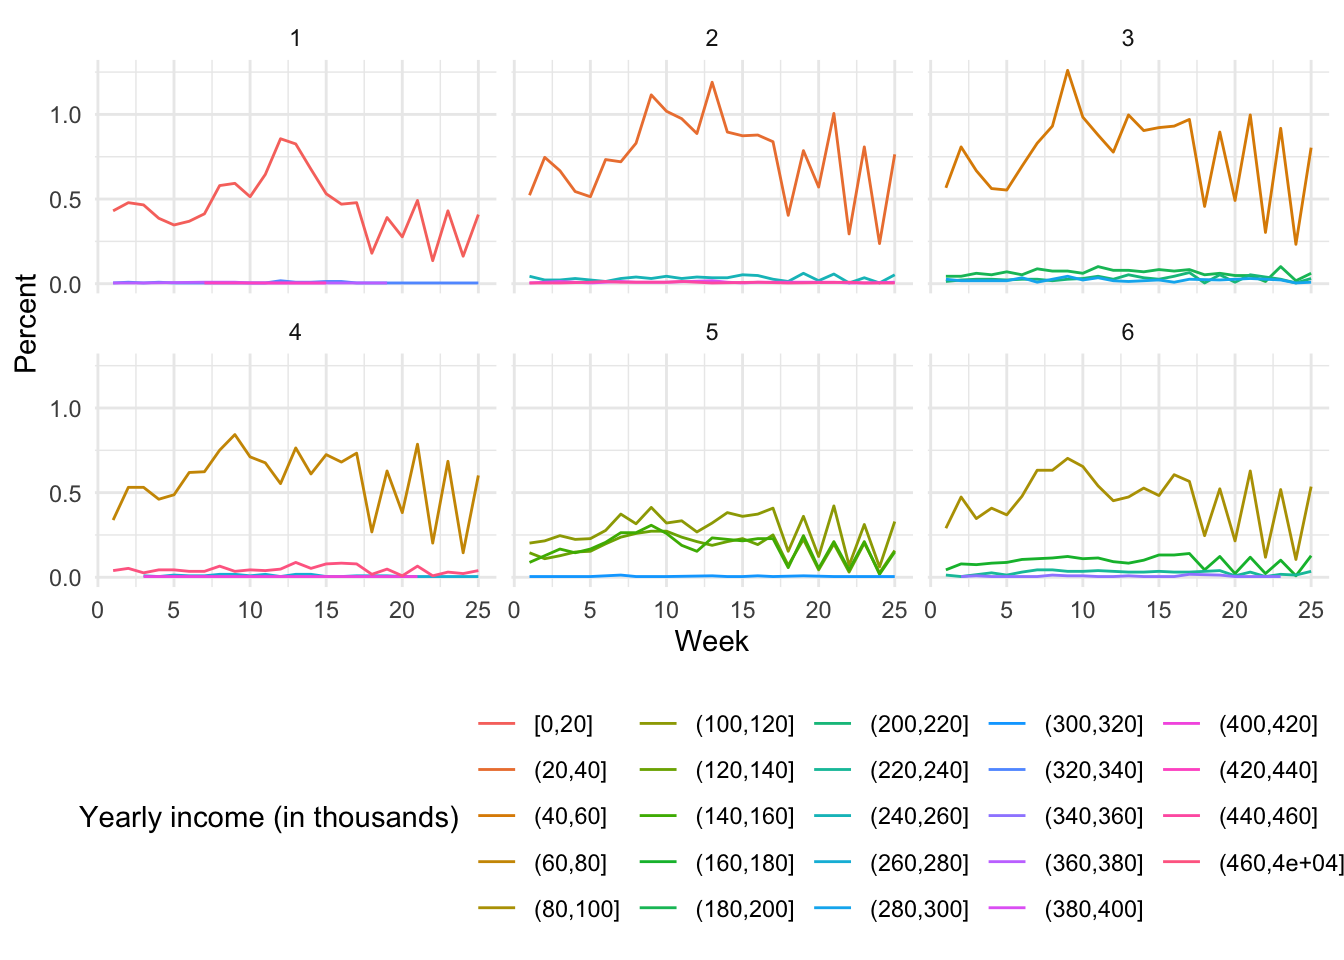 1 2 3
1.0
0.5
0.0
Percent
4 5 6
1.0
0.5
0.0
0 5 10 15 20 25 0 5 10 15 20 25 0 5 10 15 20 25
Week
Yearly income (in thousands)
[0,20] (100,120] (200,220] (300,320] (400,420]
(20,40] (120,140] (220,240] (320,340] (420,440]
(40,60] (140,160] (240,260] (340,360] (440,460]
(60,80] (160,180] (260,280] (360,380] (460,4e+04]
(80,100] (180,200] (280,300] (380,400]